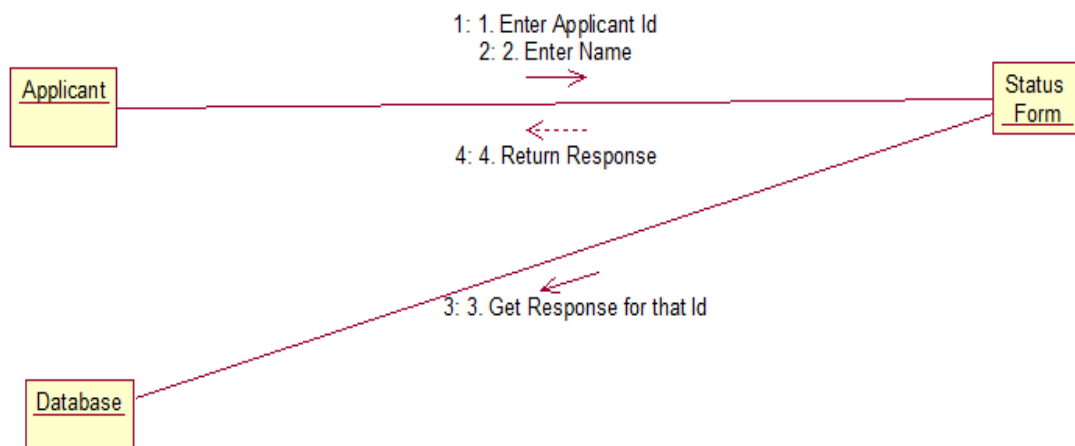 1: 1. Enter Applicant Id
2: 2. Enter Name
Applicant
Status
Form
4: 4. Return Response
3: 3. Get Response for that Id
Database